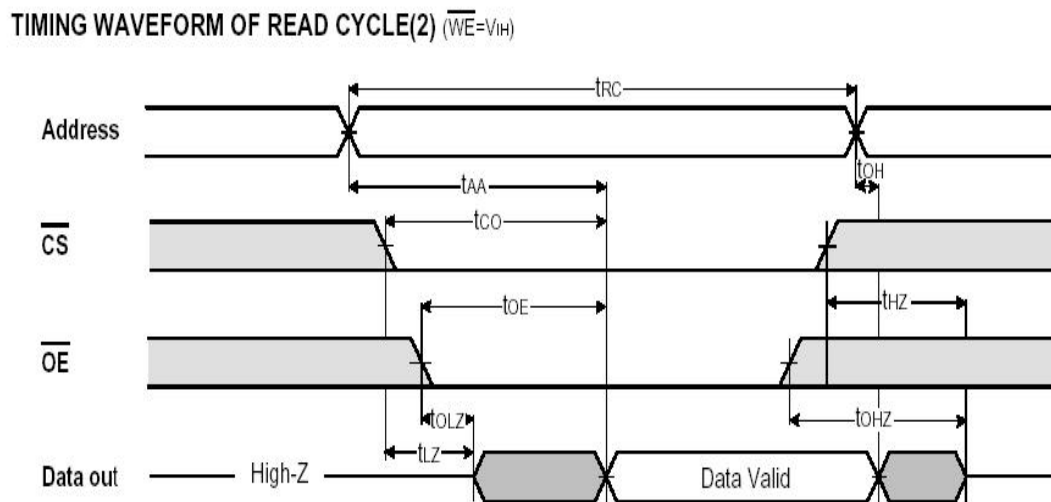 TIMING WAVEFORM OF READ CYCLE(2) (WE=VIH)
tRC
Address
tOH
tAA
tCO
CS
tHZ
tOE
OE
tOLZ
tOHZ
tLZ
Data out High-Z Data Valid